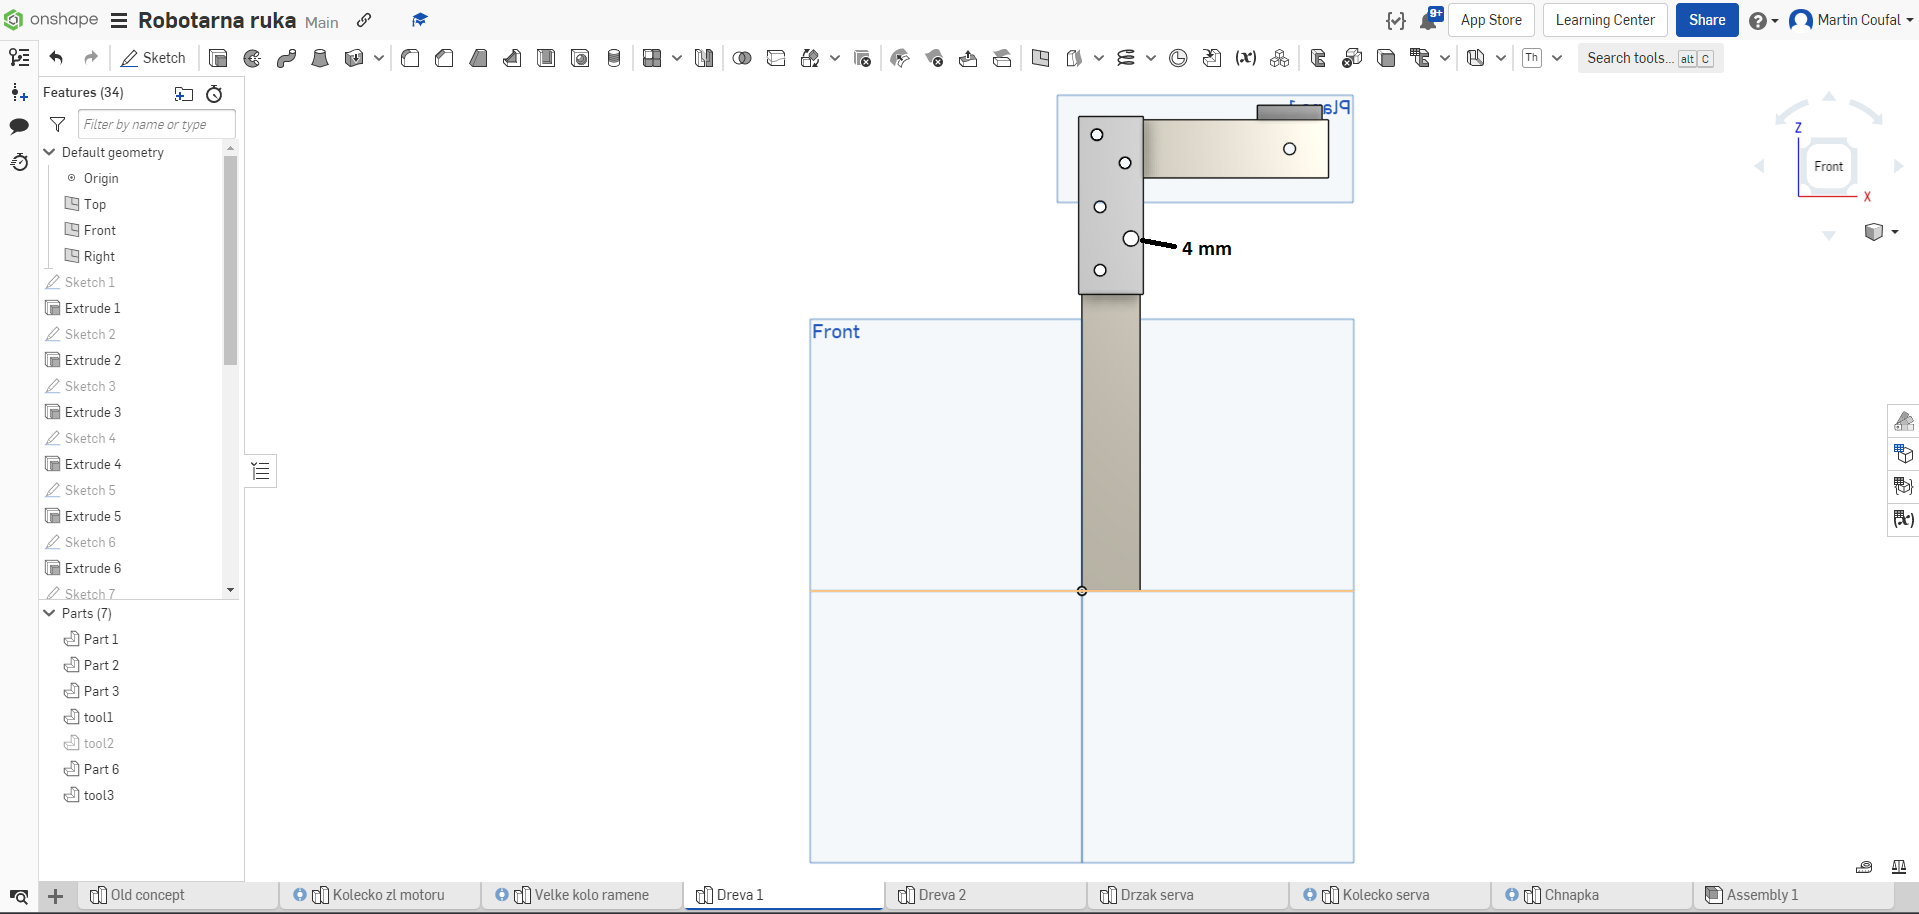 onshape
Robotarna ruka Main
9+
App Store
Learning Center
Share
Martin Coufal
Sketch
Th
Search tools... alt C
Features (34)
Filter by name or type
Default geometry
Origin
Top
Front
Right
Sketch 1
Extrude 1
Sketch 2
Extrude 2
Sketch 3
Extrude 3
Sketch 4
Extrude 4
Sketch 5
Extrude 5
Sketch 6
Extrude 6
Sketch 7
Parts (7)
Part 1
Part 2
Part 3
tool1
tool2
Part 6
tool3
4 mm
Front
Z
Front
X
Old concept
Kolecko zl motoru
Velke kolo ramene
Dreva 1
Dreva 2
Drzak serva
Kolecko serva
Chnapka
Assembly 1